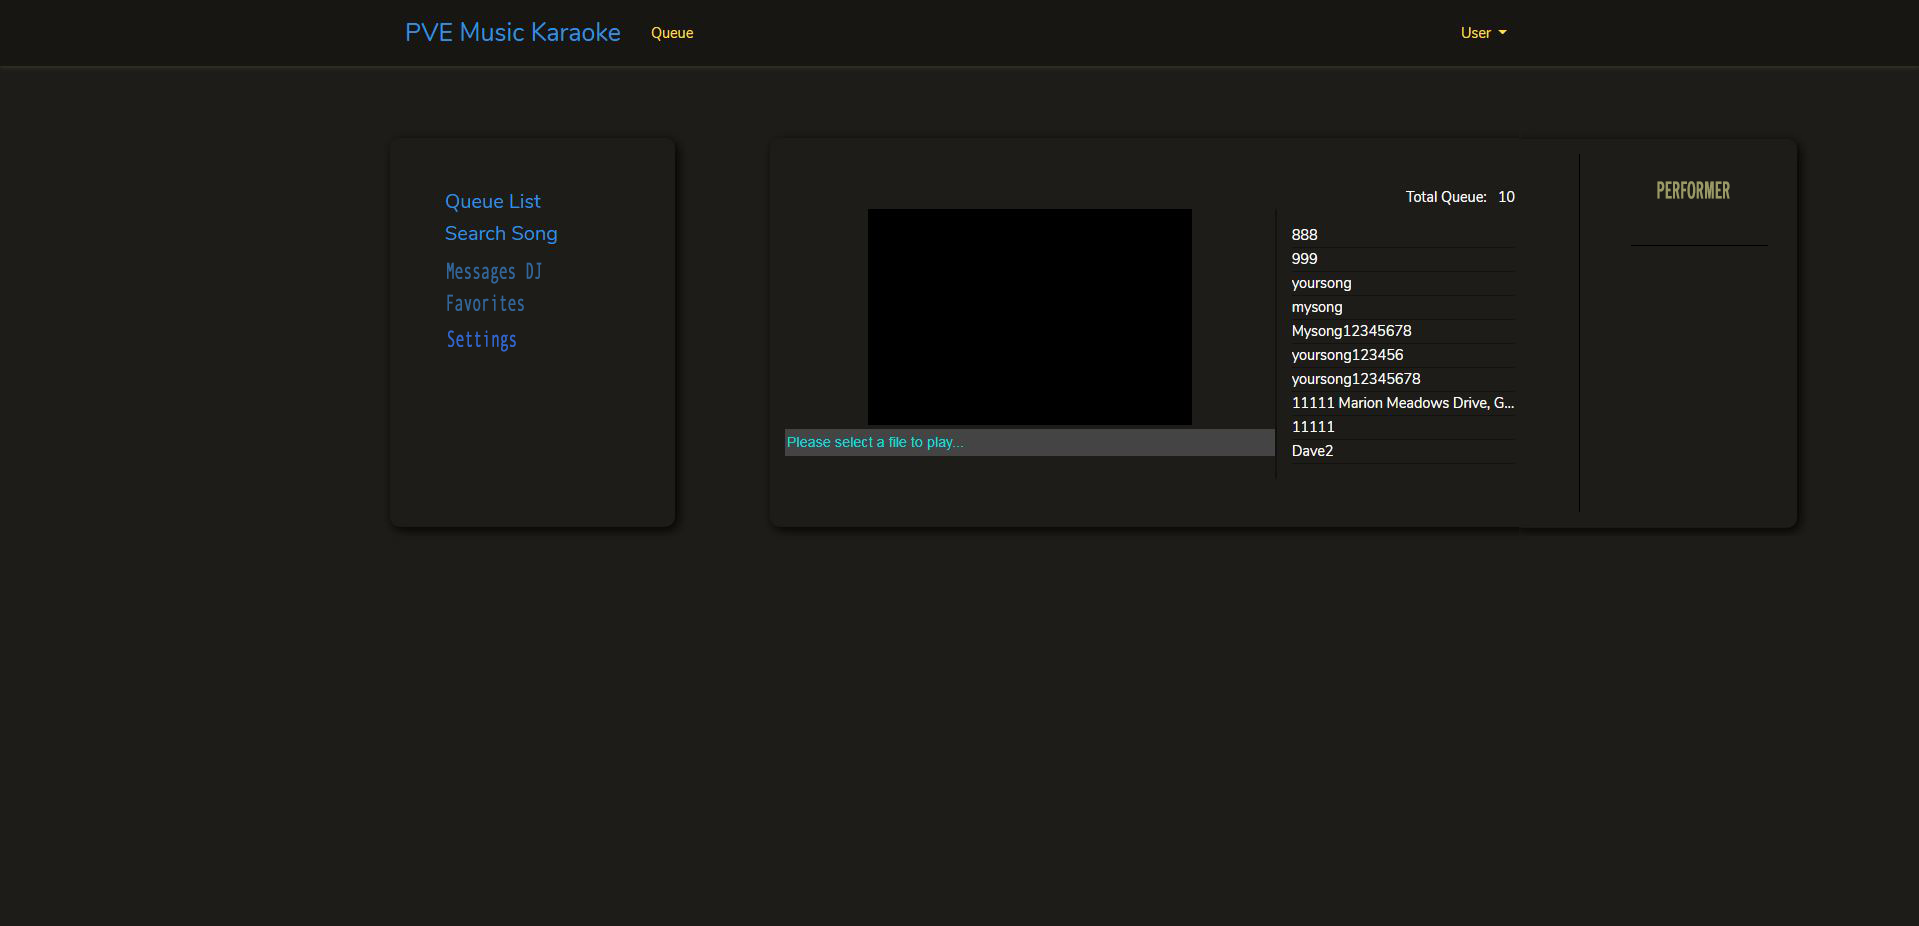 PVE Music Karaoke Queue User
Queue List
Search Song
Messages DJ
Favorites
Settings
Please select a file to play...
Total Queue: 10
888
999
yoursong
mysong
Mysong12345678
yoursong123456
yoursong12345678
11111 Marion Meadows Drive, G...
11111
Dave2
PERFORMER